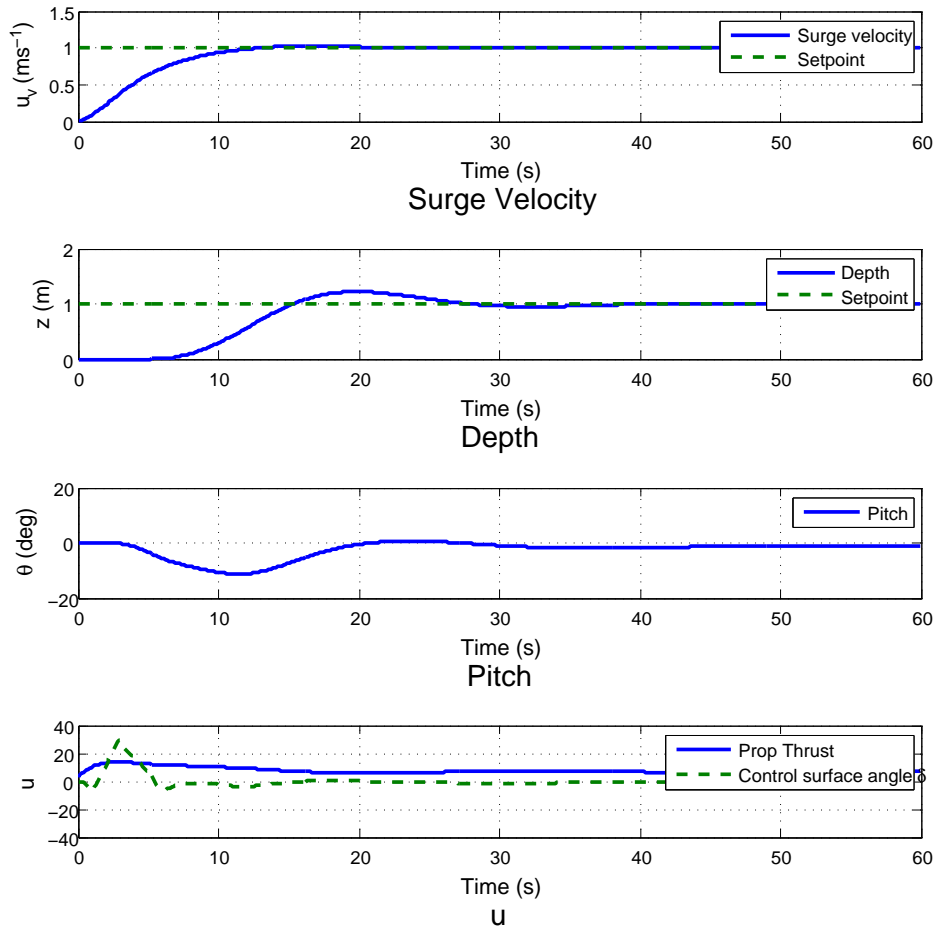 u_v (ms^−1)
1
0.5
0
Surge velocity
Setpoint
0 10 20 30 40 50 60
Time (s)
Surge Velocity
z (m)
2
1
0
Depth
Setpoint
0 10 20 30 40 50 60
Time (s)
Depth
θ (deg)
20
0
−20
Pitch
0 10 20 30 40 50 60
Time (s)
Pitch
u
40
20
0
−20
−40
Prop Thrust
Control surface angle δ
0 10 20 30 40 50 60
Time (s)
u